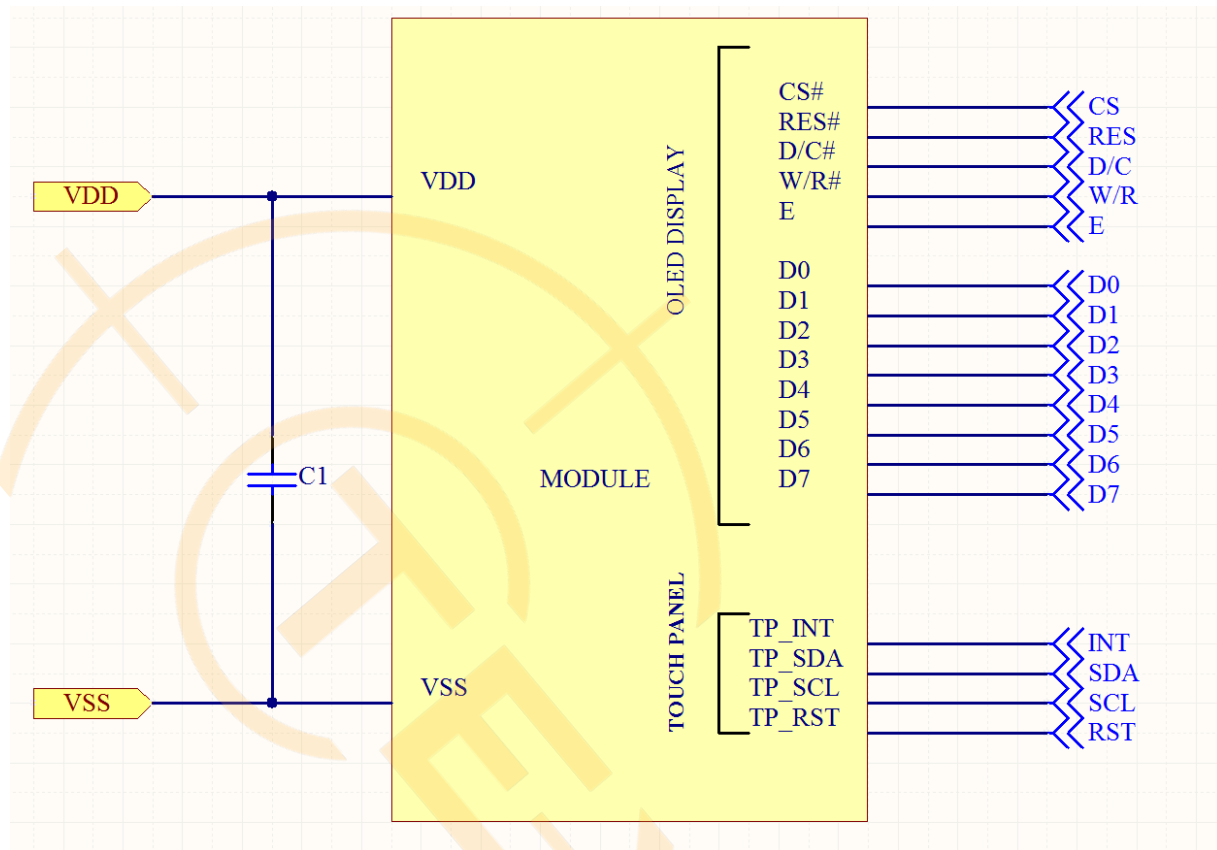 CS#
RES#
D/C#
W/R#
E
D0
D1
D2
D3
D4
D5
D6
D7
OLED DISPLAY
CS
RES
D/C
W/R
E
D0
D1
D2
D3
D4
D5
D6
D7
VDD
VDD
C1
MODULE
TOUCH PANEL
TP_INT
TP_SDA
TP_SCL
TP_RST
INT
SDA
SCL
RST
VSS
VSS